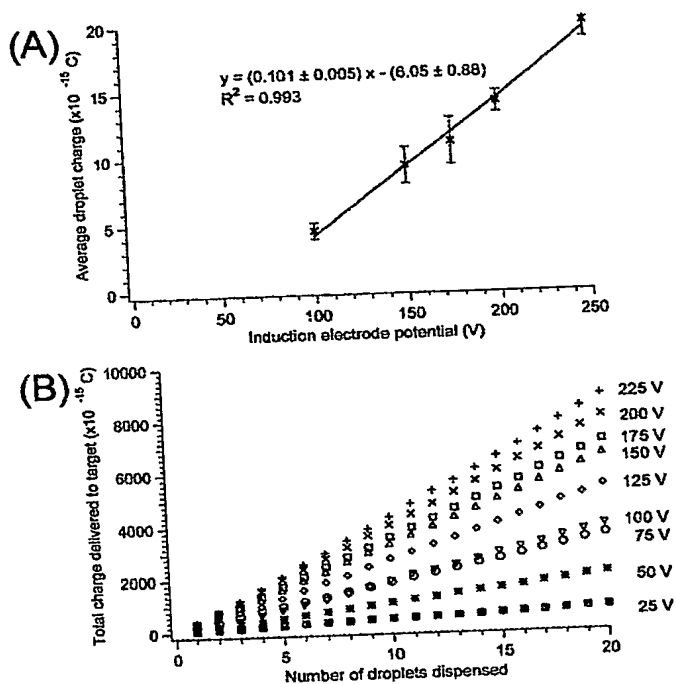 (A)
Average droplet charge (x10 -15 C)
20
15
10
5
0
y = (0.101 ± 0.005) x - (6.05 ± 0.88)
R2 = 0.993
0
50
100
150
200
250
Induction electrode potential (V)
(B)
Total charge delivered to target (x10 -15 C)
10000
8000
6000
4000
2000
0
225 V
200 V
175 V
150 V
125 V
100 V
75 V
50 V
25 V
0
5
10
15
20
Number of droplets dispensed